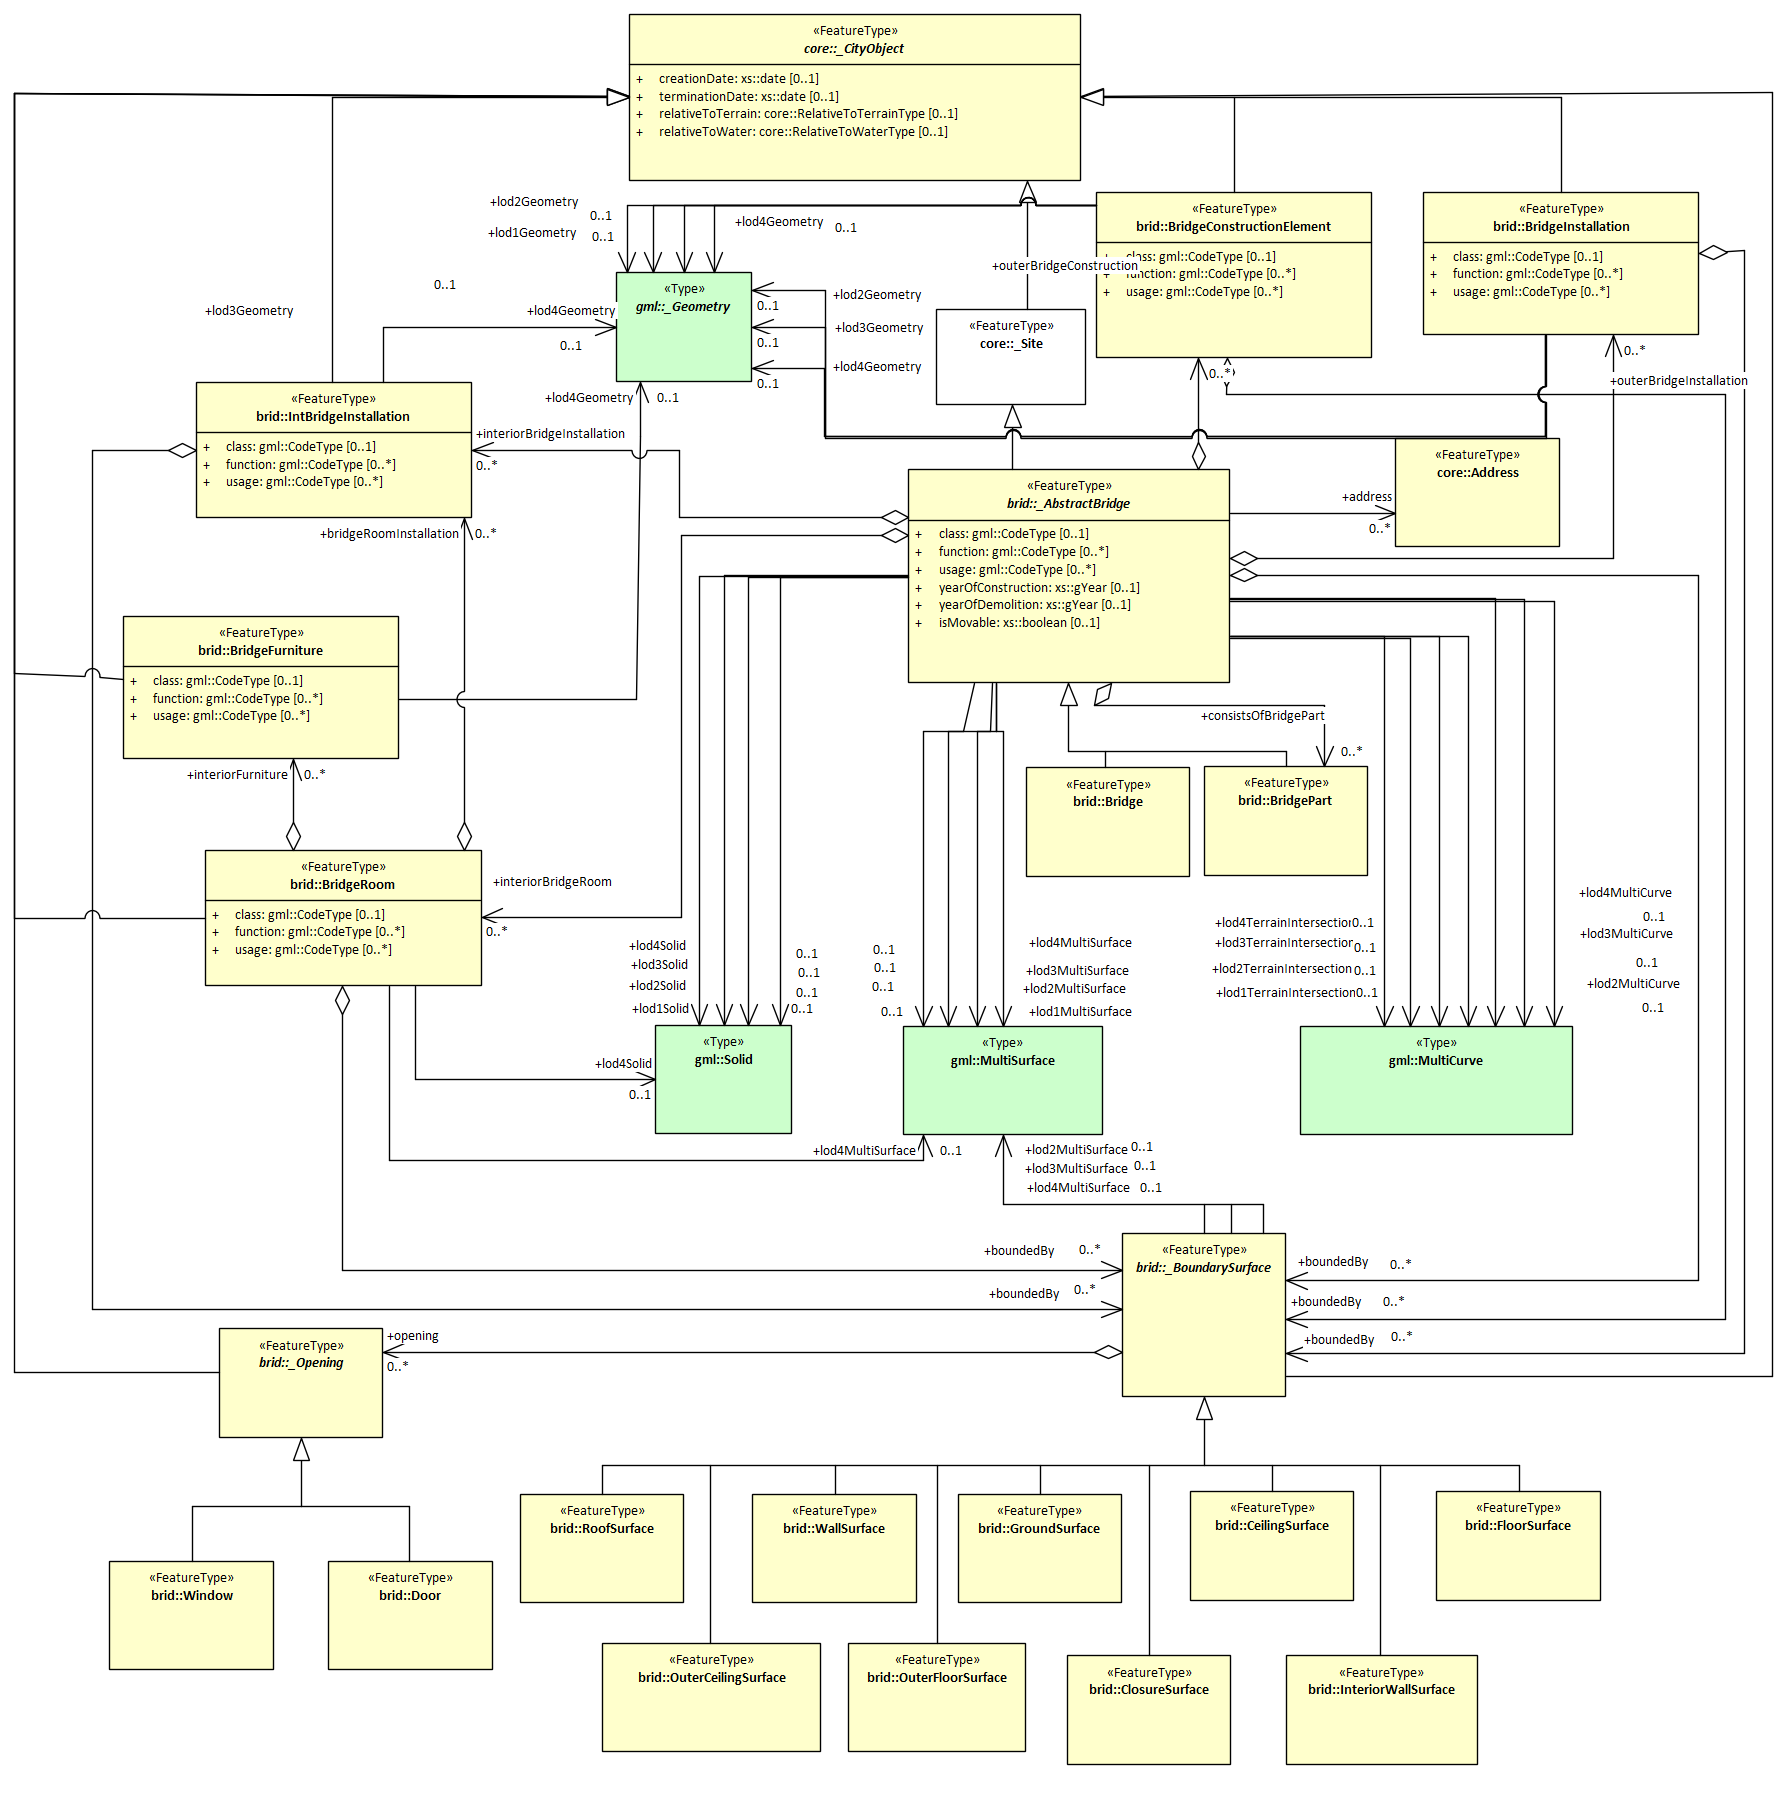 «FeatureType»
core::_CityObject
+ creationDate: xs::date [0..1]
+ terminationDate: xs::date [0..1]
+ relativeToTerrain: core::RelativeToTerrainType [0..1]
+ relativeToWater: core::RelativeToWaterType [0..1]
+lod2Geometry
0..1
+lod1Geometry
0..1
+lod4Geometry
0..1
«FeatureType»
brid::BridgeConstructionElement
+ class: gml::CodeType [0..1]
+ function: gml::CodeType [0..*]
+ usage: gml::CodeType [0..*]
«FeatureType»
brid::BridgeInstallation
+ class: gml::CodeType [0..1]
+ function: gml::CodeType [0..*]
+ usage: gml::CodeType [0..*]
+outerBridgeConstruction
0..*
0..1
+lod3Geometry
«Type»
gml::_Geometry
+lod4Geometry
0..1
+lod2Geometry
0..1
+lod3Geometry
0..1
+lod4Geometry
0..1
+lod4Geometry
0..1
«FeatureType»
core::_Site
0..*
+outerBridgeInstallation
«FeatureType»
brid::IntBridgeInstallation
+ class: gml::CodeType [0..1]
+ function: gml::CodeType [0..*]
+ usage: gml::CodeType [0..*]
+interiorBridgeInstallation
0..*
+bridgeRoomInstallation
0..*
«FeatureType»
core::Address
+address
0..*
«FeatureType»
brid::_AbstractBridge
+ class: gml::CodeType [0..1]
+ function: gml::CodeType [0..*]
+ usage: gml::CodeType [0..*]
+ yearOfConstruction: xs::gYear [0..1]
+ yearOfDemolition: xs::gYear [0..1]
+ isMovable: xs::boolean [0..1]
«FeatureType»
brid::BridgeFurniture
+ class: gml::CodeType [0..1]
+ function: gml::CodeType [0..*]
+ usage: gml::CodeType [0..*]
+interiorFurniture
0..*
+consistsOfBridgePart
0..*
«FeatureType»
brid::Bridge
«FeatureType»
brid::BridgePart
«FeatureType»
brid::BridgeRoom
+ class: gml::CodeType [0..1]
+ function: gml::CodeType [0..*]
+ usage: gml::CodeType [0..*]
+interiorBridgeRoom
0..*
+lod4Solid
0..1
+lod3Solid
0..1
+lod2Solid
0..1
+lod1Solid
0..1
0..1
+lod4MultiSurface
0..1
+lod3MultiSurface
0..1
+lod2MultiSurface
0..1
+lod1MultiSurface
+lod4TerrainIntersection
0..1
+lod3TerrainIntersection
0..1
+lod2TerrainIntersection
0..1
+lod1TerrainIntersection
0..1
+lod4MultiCurve
0..1
+lod3MultiCurve
0..1
+lod2MultiCurve
0..1
«Type»
gml::Solid
«Type»
gml::MultiSurface
«Type»
gml::MultiCurve
+lod4Solid
0..1
+lod4MultiSurface
0..1
+lod2MultiSurface
0..1
+lod3MultiSurface
0..1
+lod4MultiSurface
0..1
+boundedBy
0..*
+boundedBy
0..*
«FeatureType»
brid::_BoundarySurface
+boundedBy
0..*
+boundedBy
0..*
+boundedBy
0..*
«FeatureType»
brid::_Opening
+opening
0..*
«FeatureType»
brid::Window
«FeatureType»
brid::Door
«FeatureType»
brid::RoofSurface
«FeatureType»
brid::WallSurface
«FeatureType»
brid::GroundSurface
«FeatureType»
brid::CeilingSurface
«FeatureType»
brid::FloorSurface
«FeatureType»
brid::OuterCeilingSurface
«FeatureType»
brid::OuterFloorSurface
«FeatureType»
brid::ClosureSurface
«FeatureType»
brid::InteriorWallSurface